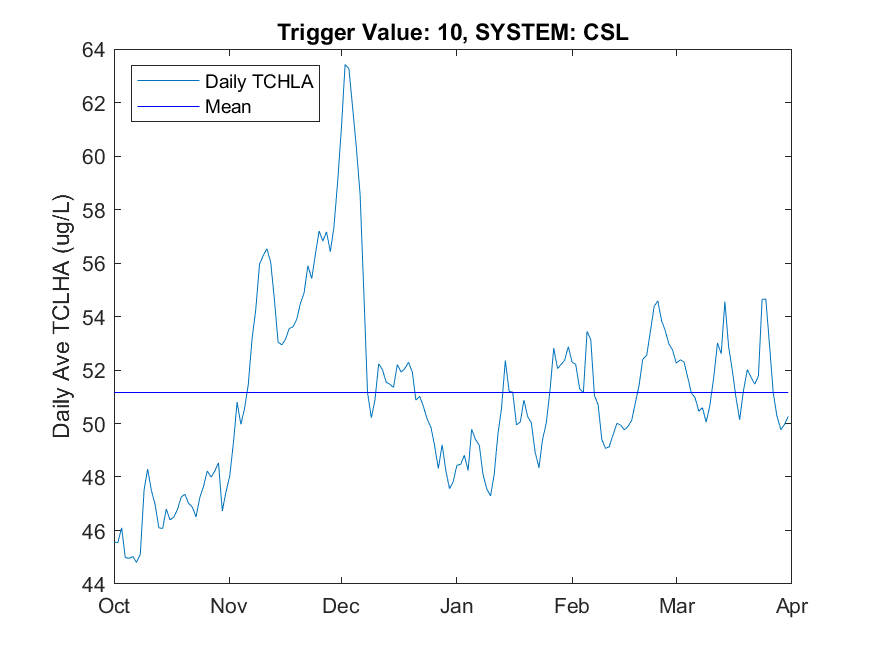 Trigger Value: 10, SYSTEM: CSL
Daily TCHLA
Mean
Daily Ave TCLHA (ug/L)
64
62
60
58
56
54
52
50
48
46
44
Oct Nov Dec Jan Feb Mar Apr